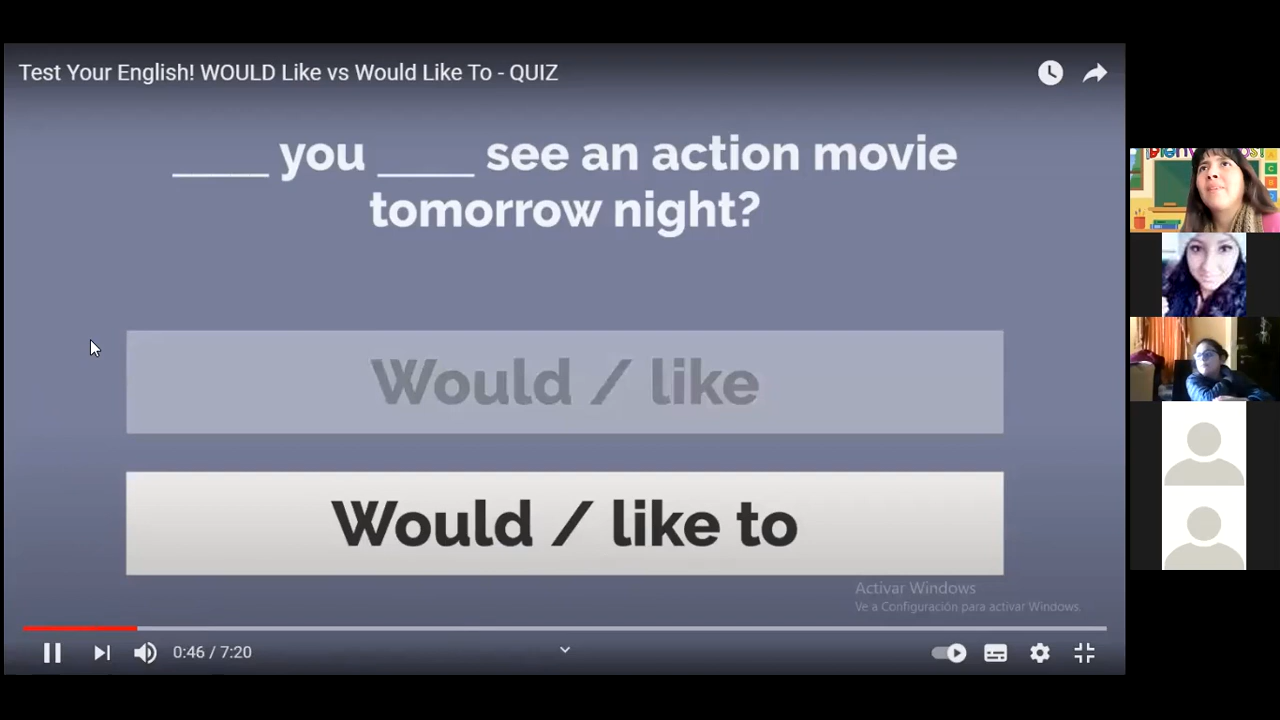 Test Your English! WOULD Like vs Would Like To - QUIZ
____ you ____ see an action movie
tomorrow night?
Would / like
Would / like to
Activar Windows
Ve a Configuración para activar Windows.
0:46 / 7:20